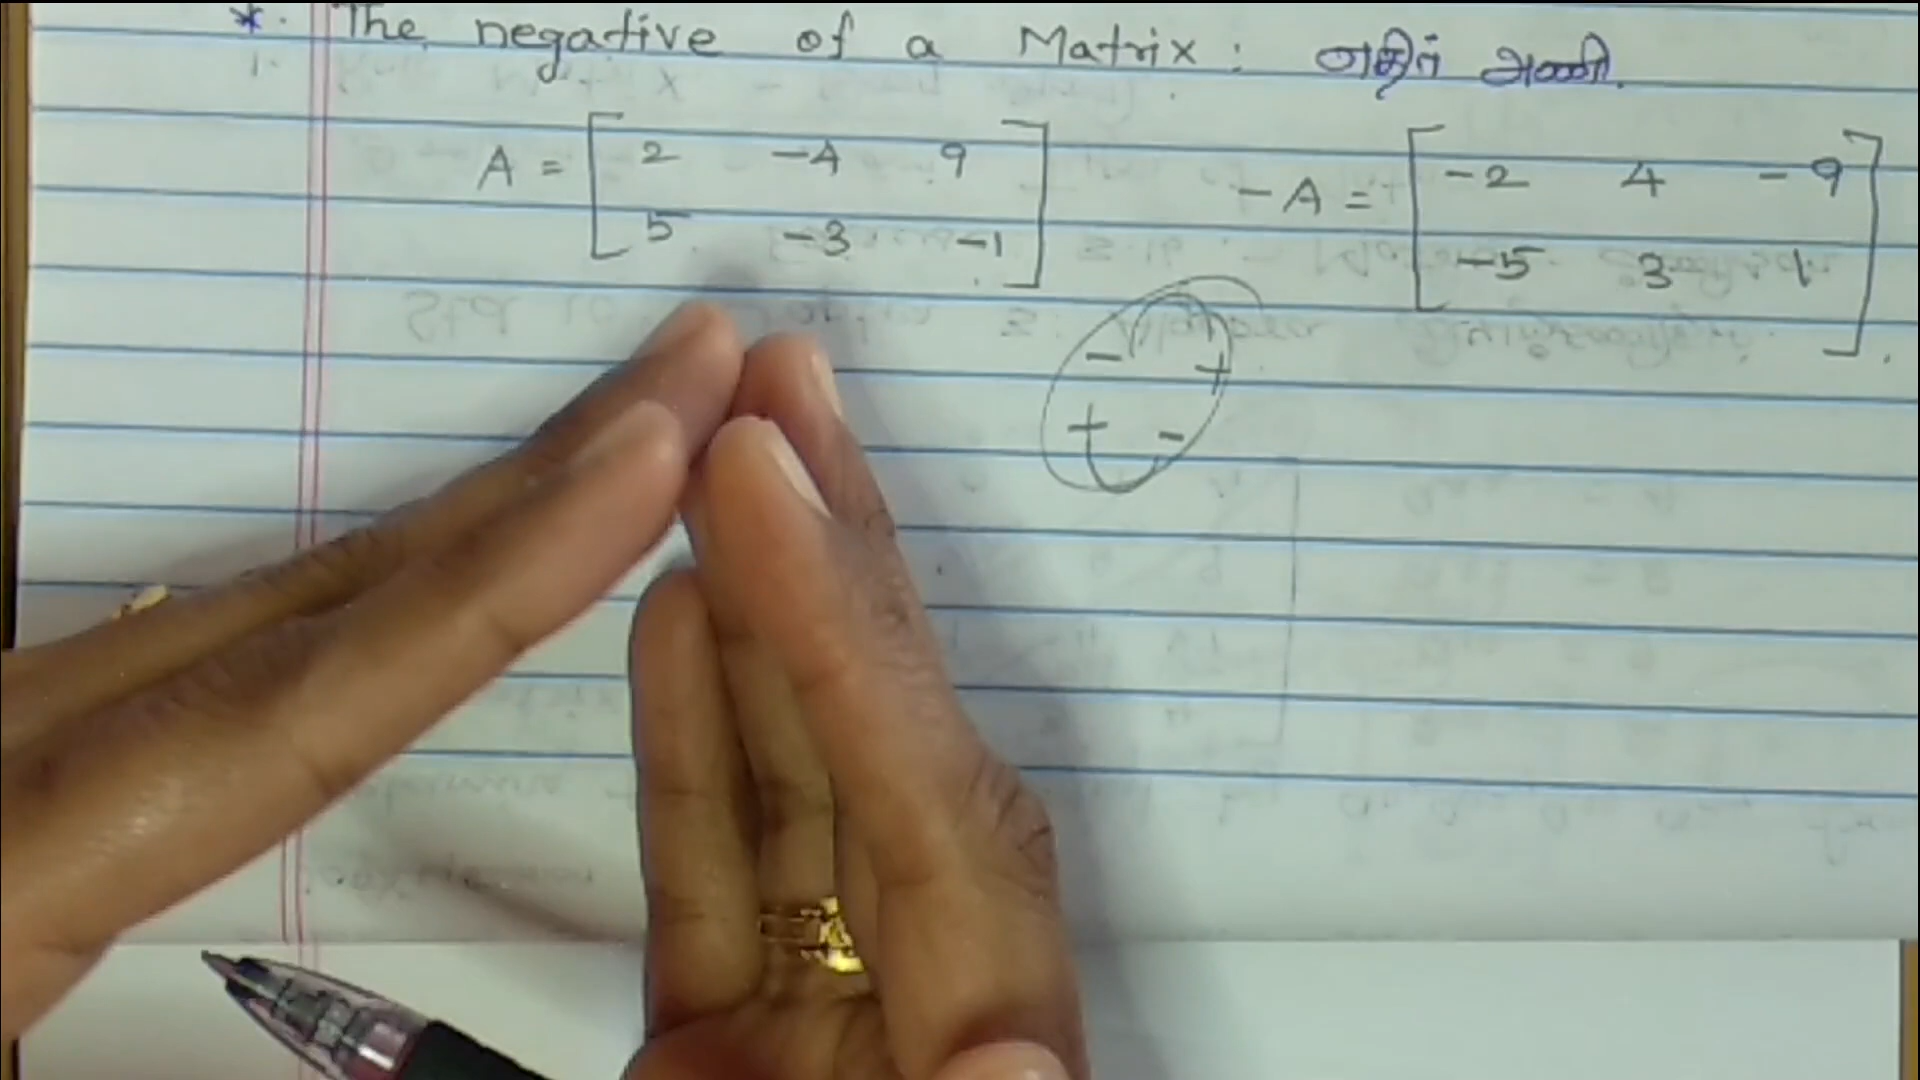 *. The negative of a Matrix: எதிர் அணி.
A = [ 2 -4 9 -A = [ -2 4 -9
5 -3 -1 ] -5 3 1 ].
- +
+ -